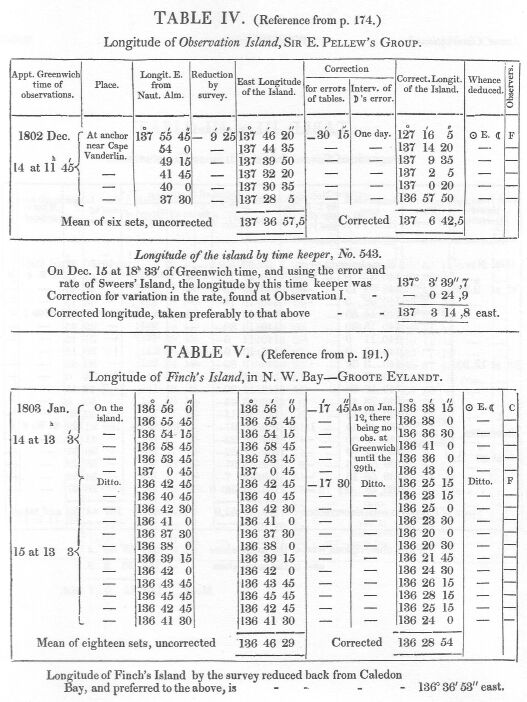 TABLE IV. (Reference from p. 174.)
Longitude of Observation Island, SIR E. PELLEW'S GROUP.
Appt. Greenwich time of observations. Place. Longit. E. from Naut. Alm. Reduction by survey. East Longitude of the Island. Correction for errors of tables. Interv. of ☽'s error. Correct. Longit. of the Island. Whence deduced. Observers.
1802 Dec. At anchor 137° 55′ 45″ — 9′ 25″ 137° 46′ 20″ —30′ 15″ One day. 127° 16′ 5″ ⊙ E. ☾ F
near Cape 54 0 — 137 44 35 — — 137 14 20 — —
14 at 11h 45′ Vanderlin. 49 15 — 137 39 50 — — 137 9 35 — —
— 41 45 — 137 32 20 — — 137 2 5 — —
— 40 0 — 137 30 35 — — 137 0 20 — —
— 37 30 — 137 28 5 — — 136 57 50 — —
Mean of six sets, uncorrected 137 36 57,5 Corrected 137 6 42,5
Longitude of the island by time keeper, No. 543.
On Dec. 15 at 18h 33′ of Greenwich time, and using the error and
rate of Sweers' Island, the longitude by this time keeper was 137° 3′ 39″,7
Correction for variation in the rate, found at Observation I. - — 0 24 ,9
Corrected longitude, taken preferably to that above - - 137 3 14 ,8 east.
TABLE V. (Reference from p. 191.)
Longitude of Finch's Island, in N. W. Bay—GROOTE EYLANDT.
1803 Jan. On the 136° 56′ 0″ 136° 56′ 0″ —17′ 45″ As on Jan. 136° 38′ 15″ ⊙ E. ☾ C
island. 136 55 45 136 55 45 — 12, there 136 38 0 — —
14 at 13h 3′ — 136 54 15 136 54 15 — being no 136 36 30 — —
— 136 58 45 136 58 45 — obs. at 136 41 0 — —
— 136 53 45 136 53 45 — Greenwich 136 36 0 — —
— 137 0 45 137 0 45 — until the 29th. 136 43 0 — —
Ditto. 136 42 45 136 42 45 —17 30 Ditto. 136 25 15 Ditto. F
— 136 40 45 136 40 45 — — 136 23 15 — —
— 136 42 30 136 42 30 — — 136 25 0 — —
— 136 41 0 136 41 0 — — 136 23 30 — —
— 136 37 30 136 37 30 — — 136 20 0 — —
— 136 38 0 136 38 0 — — 136 20 30 — —
15 at 13 3 — 136 39 15 136 39 15 — — 136 21 45 — —
— 136 42 0 136 42 0 — — 136 24 30 — —
— 136 43 45 136 43 45 — — 136 26 15 — —
— 136 45 45 136 45 45 — — 136 28 15 — —
— 136 42 45 136 42 45 — — 136 25 15 — —
— 136 41 30 136 41 30 — — 136 24 0 — —
Mean of eighteen sets, uncorrected 136 46 29 Corrected 136 28 54
Longitude of Finch's Island by the survey reduced back from Caledon
Bay, and preferred to the above, is - - - - 136° 36′ 53″ east.